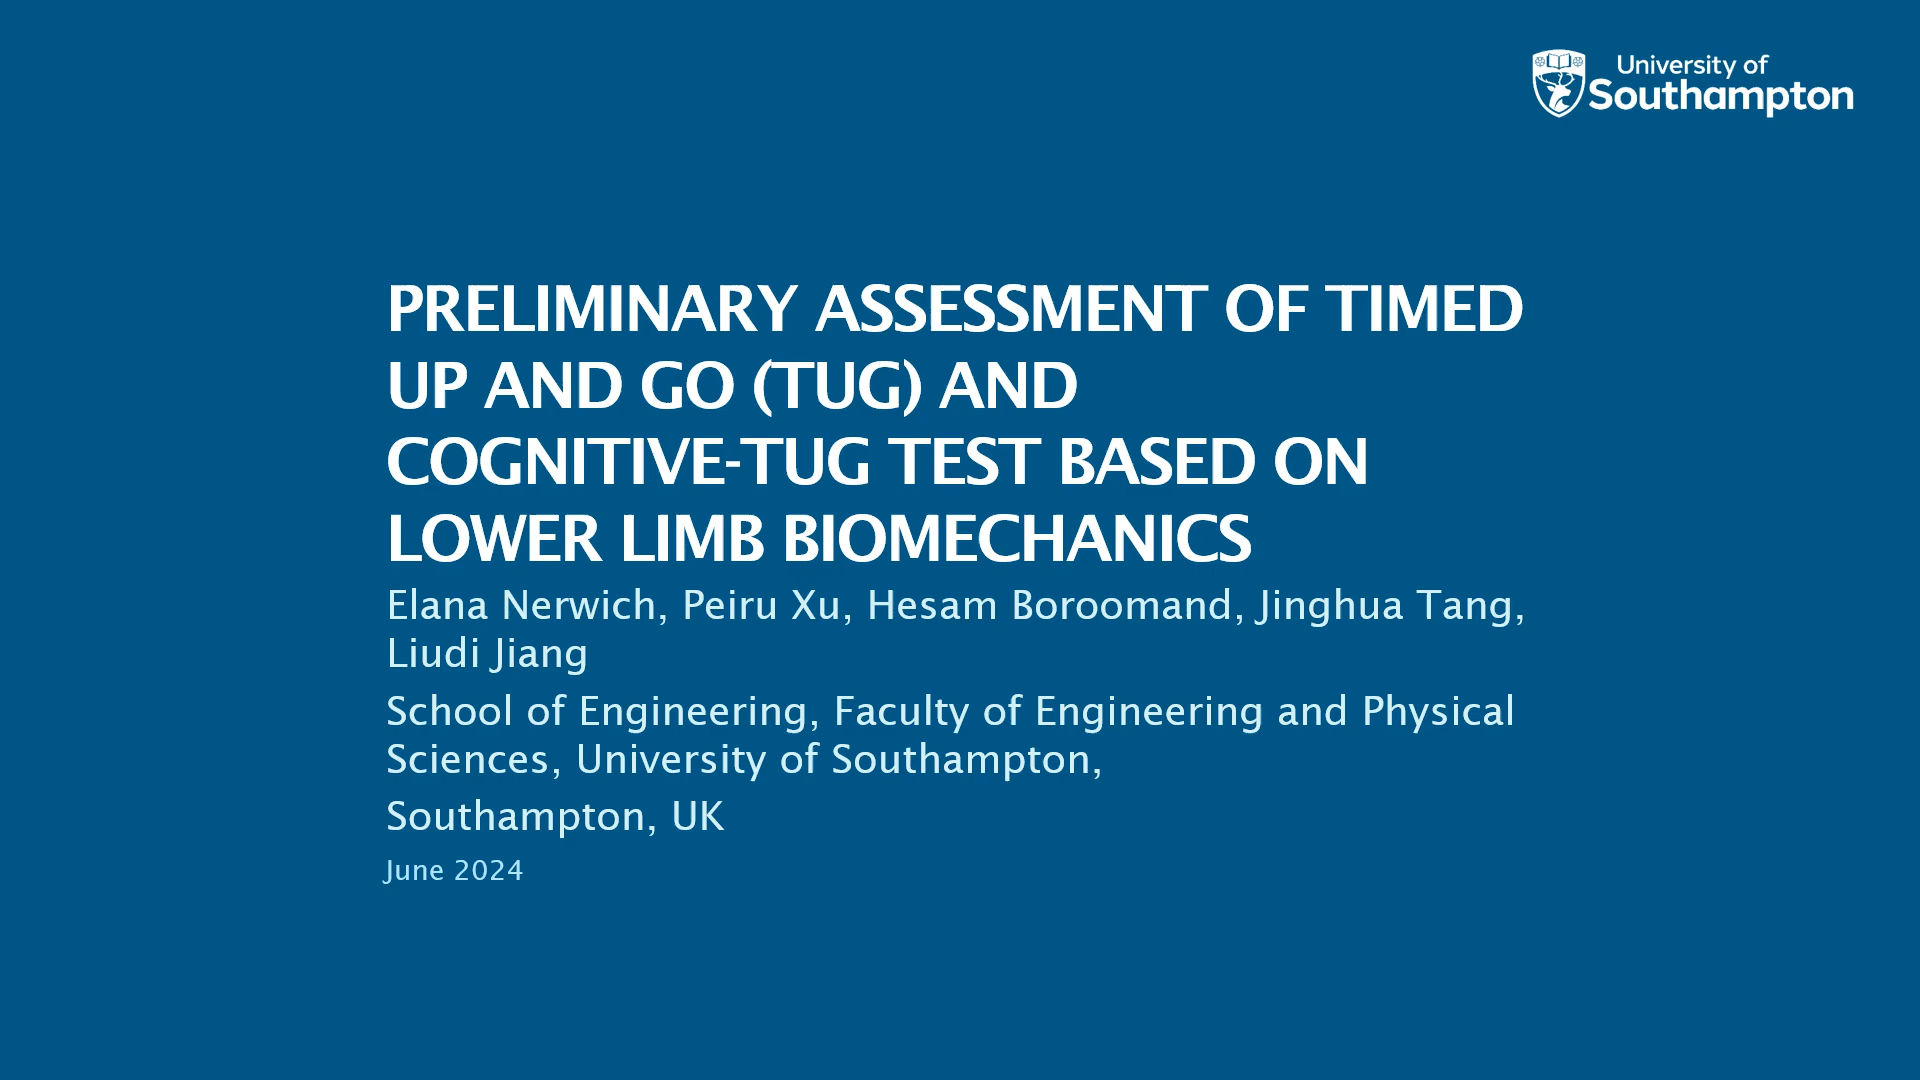 University of
Southampton
PRELIMINARY ASSESSMENT OF TIMED
UP AND GO (TUG) AND
COGNITIVE-TUG TEST BASED ON
LOWER LIMB BIOMECHANICS
Elana Nerwich, Peiru Xu, Hesam Boroomand, Jinghua Tang,
Liudi Jiang
School of Engineering, Faculty of Engineering and Physical
Sciences, University of Southampton,
Southampton, UK
June 2024